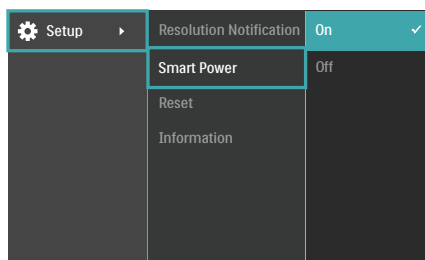 Setup
Resolution Notification
On
Smart Power
Off
Reset
Information